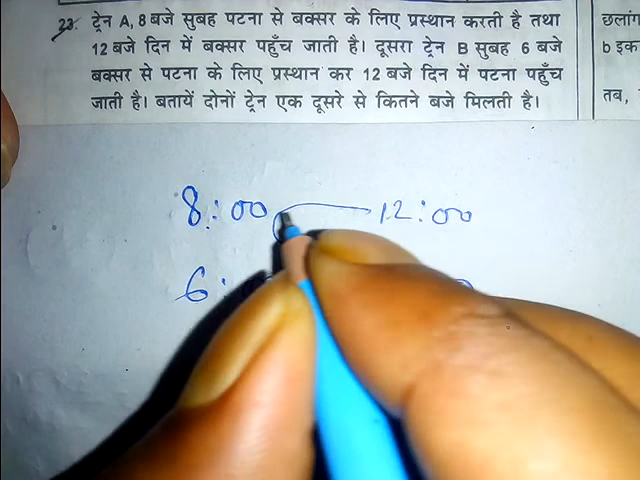 23. ट्रेन A, 8 बजे सुबह पटना से बक्सर के लिए प्रस्थान करती है तथा
12 बजे दिन में बक्सर पहुँच जाती है। दूसरा ट्रेन B सुबह 6 बजे
बक्सर से पटना के लिए प्रस्थान कर 12 बजे दिन में पटना पहुँच
जाती है। बतायें दोनों ट्रेन एक दूसरे से कितने बजे मिलती है।
छलांग
b इक
तब,
8:00 12:00
6: